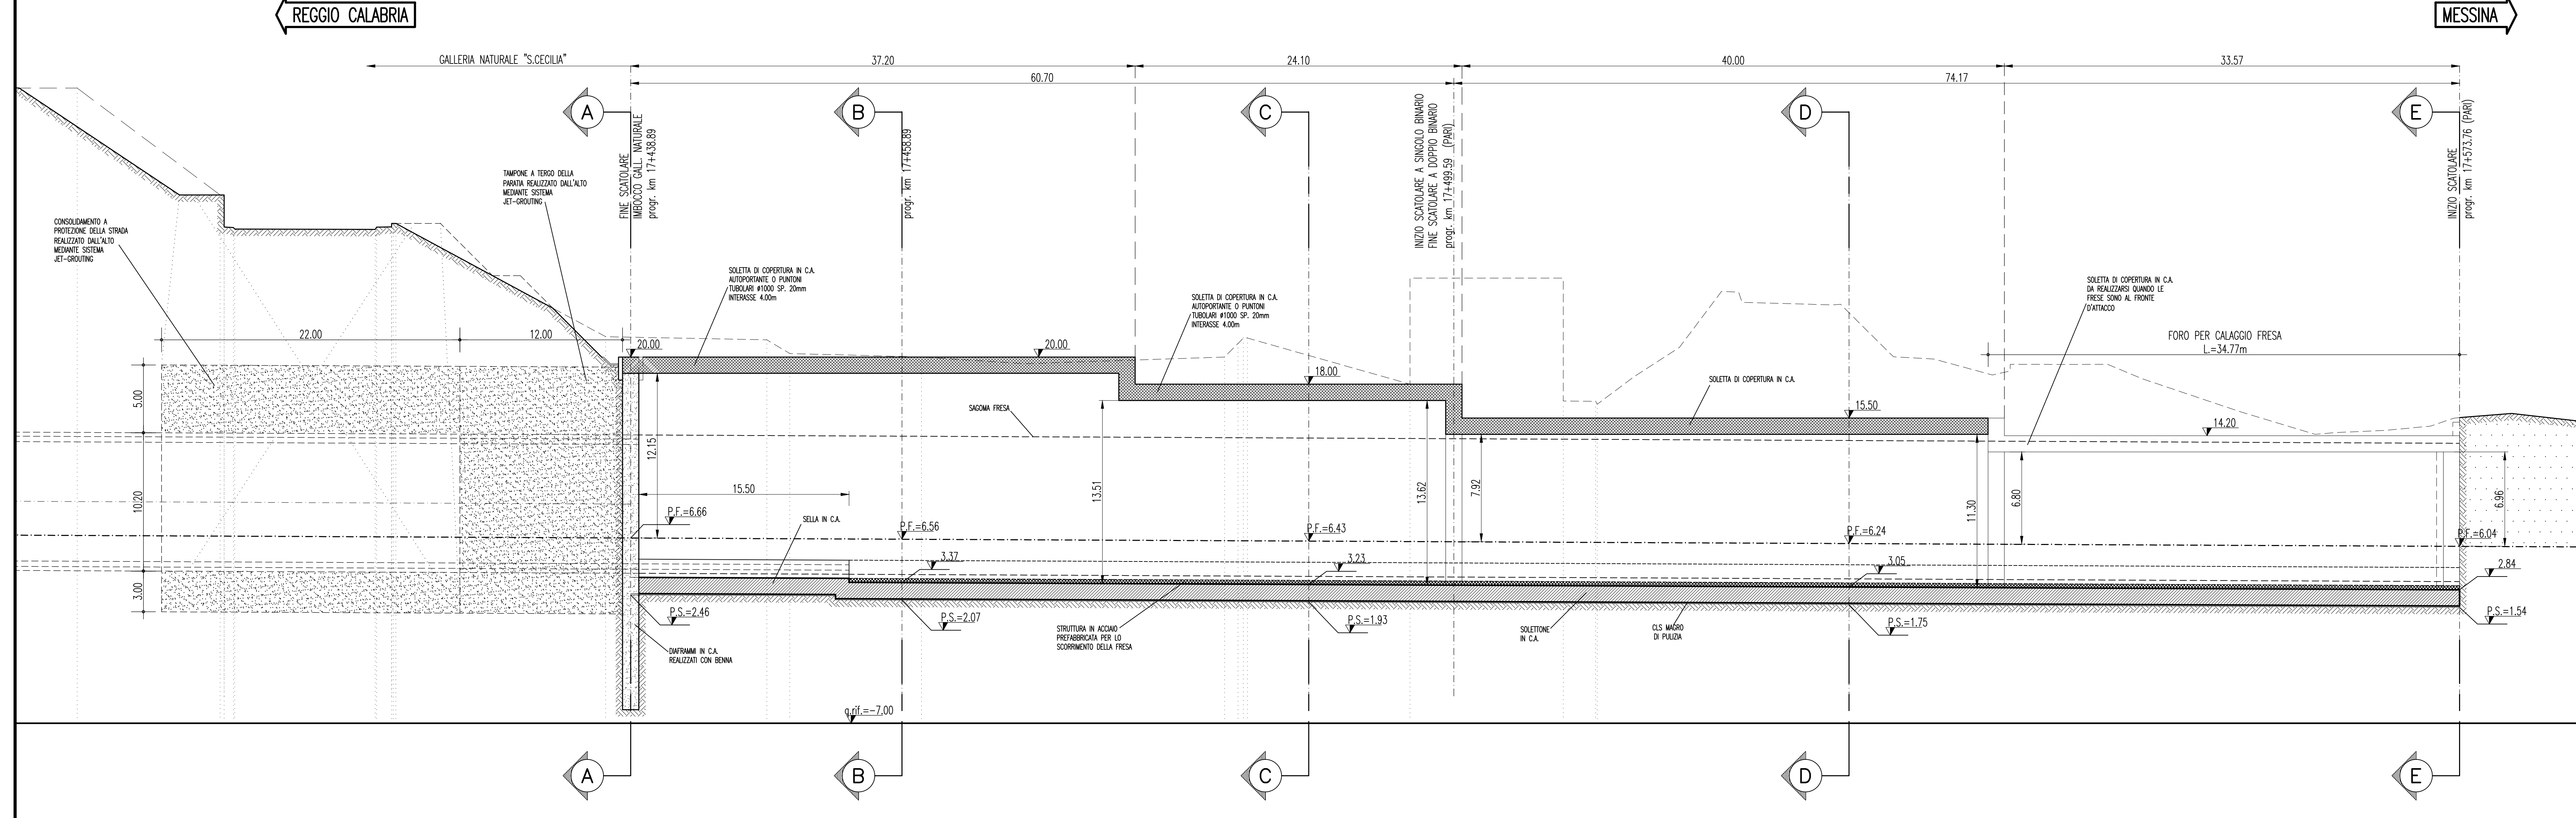 REGGIO CALABRIA
MESSINA
GALLERIA NATURALE "S.CECILIA"
37.20
24.10
40.00
33.57
60.70
74.17
A
B
C
D
E
FINE SCATOLARE
IMBOCCO GALL. NATURALE
progr. km 17+438.89
progr. km 17+458.89
INIZIO SCATOLARE A SINGOLO BINARIO
FINE SCATOLARE A DOPPIO BINARIO
progr. km 17+499.59 (PARI)
INIZIO SCATOLARE
progr. km 17+573.76 (PARI)
TAMPONE A TERGO DELLA
PARATIA REALIZZATO DALL'ALTO
MEDIANTE SISTEMA
JET-GROUTING
CONSOLIDAMENTO A
PROTEZIONE DELLA STRADA
REALIZZATO DALL'ALTO
MEDIANTE SISTEMA
JET-GROUTING
SOLETTA DI COPERTURA IN C.A.
AUTOPORTANTE O PUNTONI
TUBOLARI ø1000 SP. 20mm
INTERASSE 4.00m
SOLETTA DI COPERTURA IN C.A.
AUTOPORTANTE O PUNTONI
TUBOLARI ø1000 SP. 20mm
INTERASSE 4.00m
SOLETTA DI COPERTURA IN C.A.
DA REALIZZARSI QUANDO LE
FRESE SONO AL FRONTE
D'ATTACCO
FORO PER CALAGGIO FRESA
L.=34.77m
22.00
12.00
20.00
20.00
18.00
15.50
14.20
SOLETTA DI COPERTURA IN C.A.
SAGOMA FRESA
5.00
10.20
3.00
12.15
15.50
13.51
13.62
7.92
11.30
6.80
6.96
SELLA IN C.A.
P.F.=6.66
P.F.=6.56
P.F.=6.43
P.F.=6.24
P.F.=6.04
3.37
3.23
3.05
2.84
P.S.=2.46
P.S.=2.07
P.S.=1.93
P.S.=1.75
P.S.=1.54
STRUTTURA IN ACCIAIO
PREFABBRICATA PER LO
SCORRIMENTO DELLA FRESA
SOLETTONE
IN C.A.
CLS MAGRO
DI PULIZIA
DIAFRAMMI IN C.A.
REALIZZATI CON BENNA
q.rif.=-7.00
A
B
C
D
E